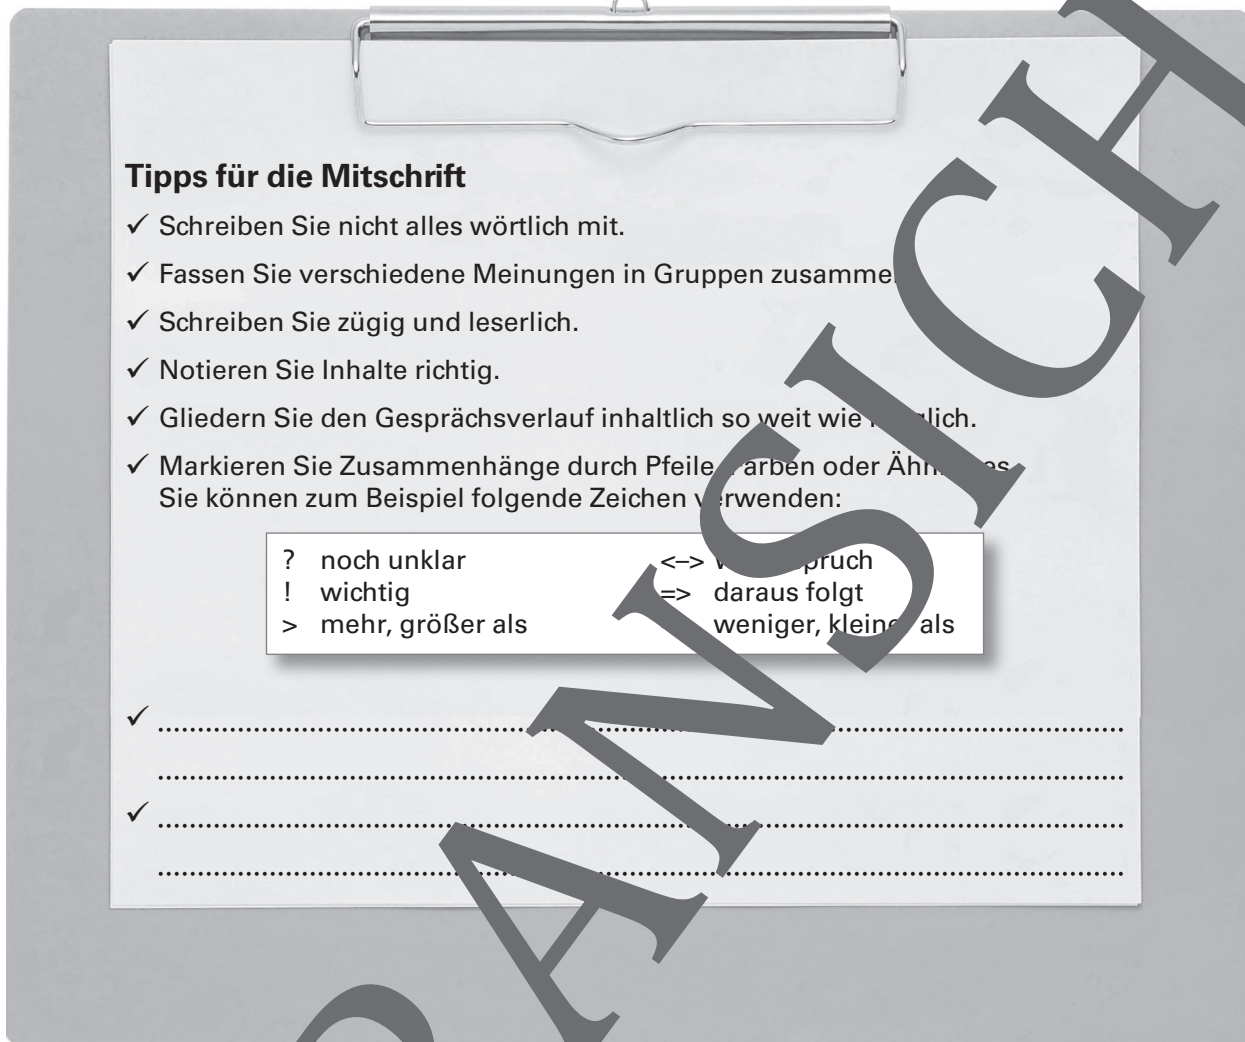 Tipps für die Mitschrift
✓ Schreiben Sie nicht alles wörtlich mit.
✓ Fassen Sie verschiedene Meinungen in Gruppen
✓ Schreiben Sie zügig und leserlich.
✓ Notieren Sie Inhalte richtig.
✓ Gliedern Sie den Gesprächsverlauf inhaltlich so weit wie
✓ Markieren Sie Zusammenhänge durch Pfeile oder
Sie können zum Beispiel folgende Zeichen verwenden:
? noch unklar <–>
! wichtig => daraus folgt
> mehr, größer als weniger, kleiner als
✓
✓